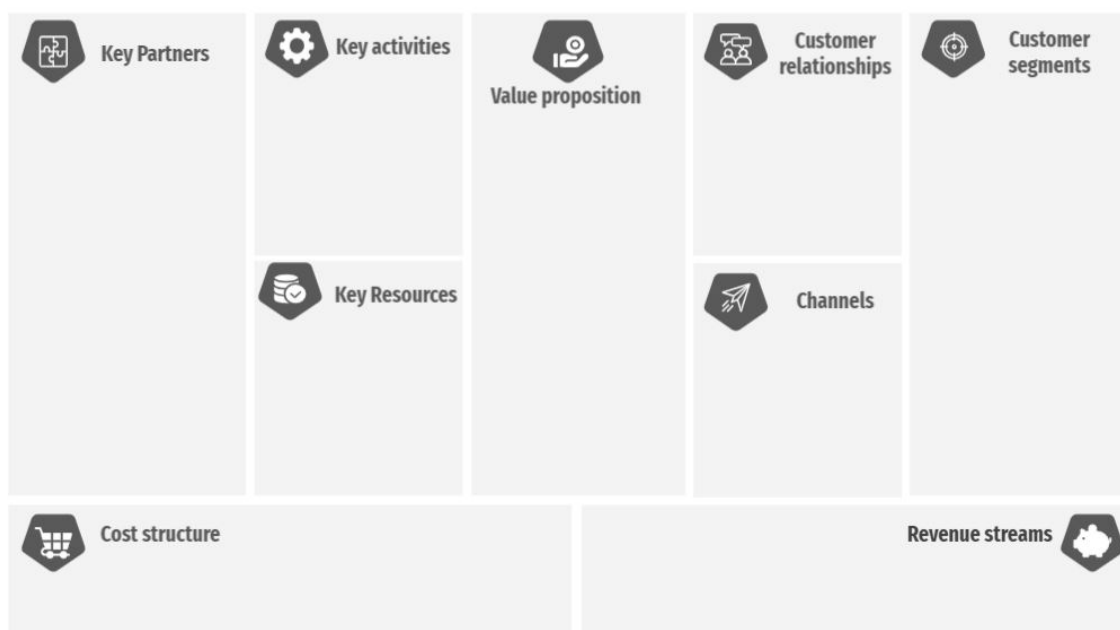 Key Partners
Key activities
Value proposition
Customer
relationships
Customer
segments
Key Resources
Channels
Cost structure
Revenue streams